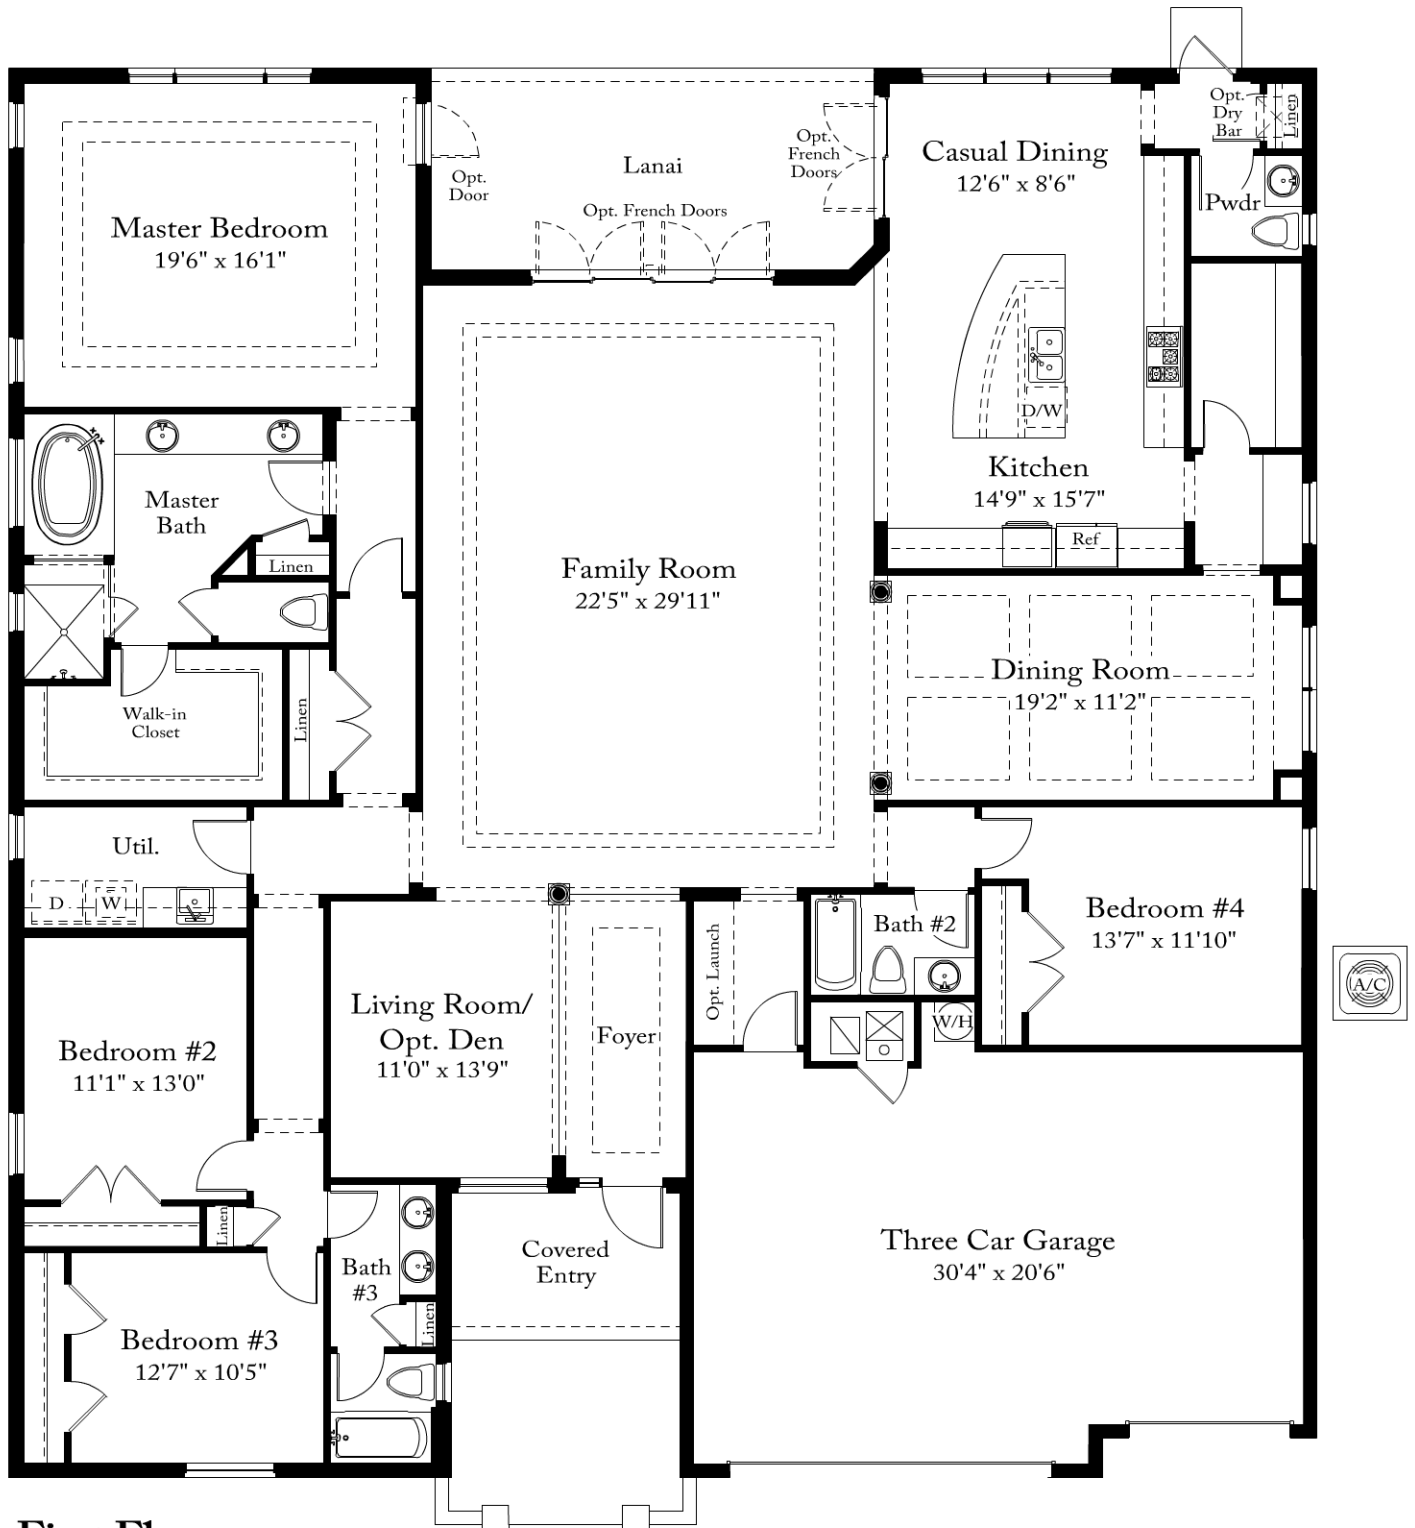 Opt.
Dry
Bar
Linen
Casual Dining
12'6" x 8'6"
Opt.
French
Doors
Lanai
Opt.
Door
Opt. French Doors
Pwdr
Master Bedroom
19'6" x 16'1"
D/W
Kitchen
14'9" x 15'7"
Ref
Master
Bath
Linen
Family Room
22'5" x 29'11"
Dining Room
19'2" x 11'2"
Walk-in
Closet
Linen
Util.
D
W
Bedroom #4
13'7" x 11'10"
Bath #2
Opt. Launch
A/C
W/H
Living Room/
Opt. Den
11'0" x 13'9"
Foyer
Bedroom #2
11'1" x 13'0"
Linen
Covered
Entry
Three Car Garage
30'4" x 20'6"
Bath
#3
Linen
Bedroom #3
12'7" x 10'5"